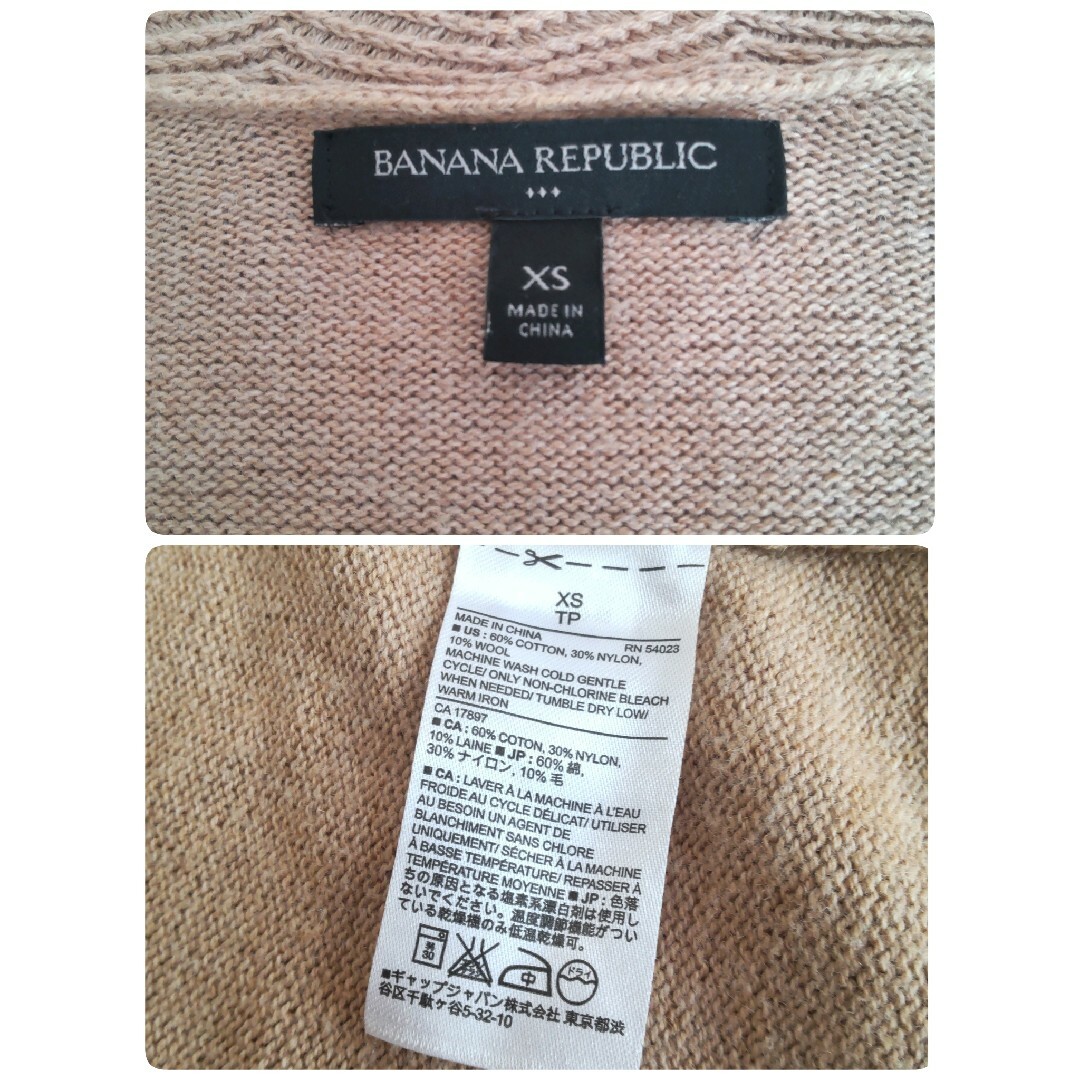 BANANA REPUBLIC
XS
MADE IN
CHINA
XS
TP
MADE IN CHINA RN 54023
■ US : 60% COTTON, 30% NYLON,
10% WOOL
MACHINE WASH COLD GENTLE
CYCLE/ ONLY NON-CHLORINE BLEACH
WHEN NEEDED/ TUMBLE DRY LOW/
WARM IRON
CA 17897
■ CA : 60% COTON, 30% NYLON,
10% LAINE ■ JP : 60% 綿,
30% ナイロン, 10% 毛
■ CA : LAVER À LA MACHINE À L'EAU
FROIDE AU CYCLE DÉLICAT/ UTILISER
AU BESOIN UN AGENT DE
BLANCHIMENT SANS CHLORE
UNIQUEMENT/ SÉCHER À LA MACHINE
À BASSE TEMPÉRATURE/ REPASSER À
TEMPÉRATURE MOYENNE ■ JP : 色落
ちの原因となる塩素系漂白剤は使用し
ないでください。温度調節機能がつい
ている乾燥機のみ低温乾燥可。
弱
30
中
ドライ
■ギャップジャパン株式会社 東京都渋
谷区千駄ヶ谷5-32-10